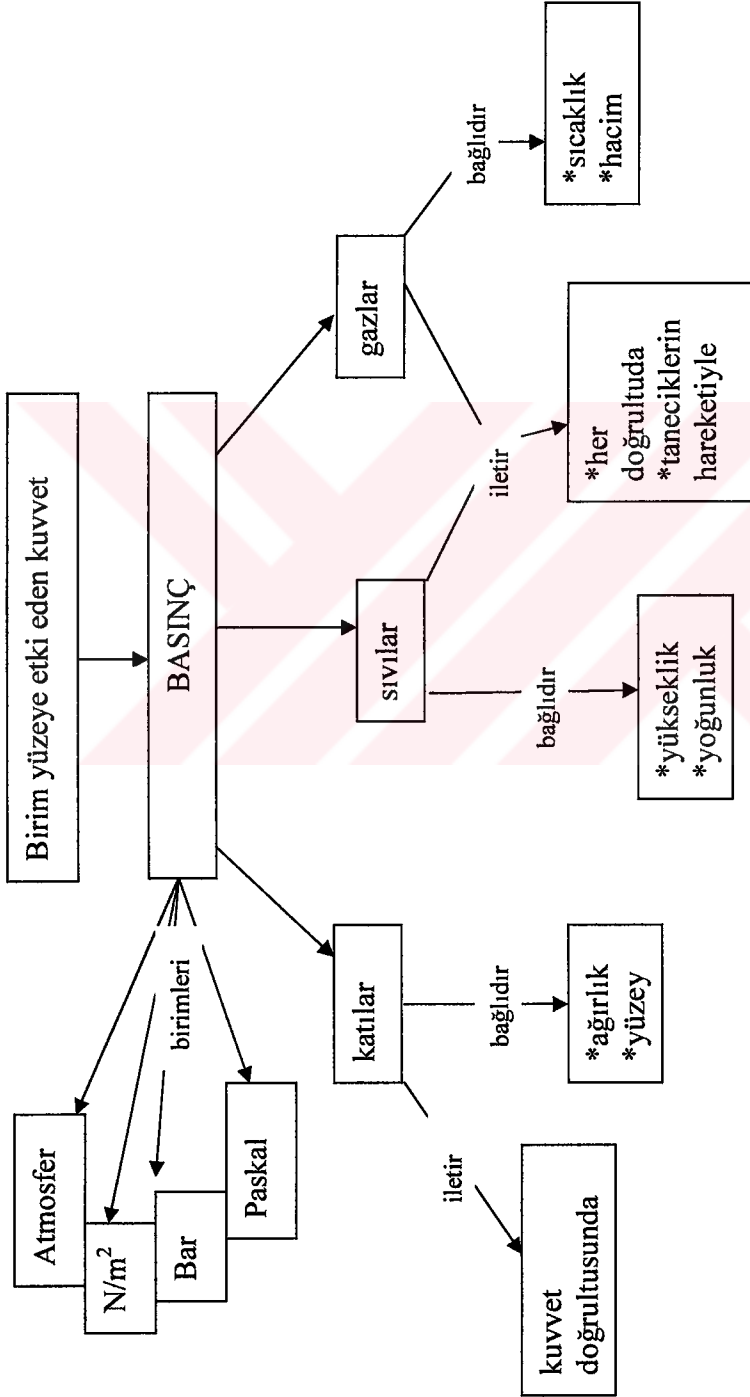 Birim yüzeye etki eden kuvvet
BASINÇ
birimleri
Atmosfer
N/m²
Bar
Paskal
katılar
sıvılar
gazlar
iletir
kuvvet
doğrultusunda
bağlıdır
*ağırlık
*yüzey
bağlıdır
*yükseklik
*yoğunluk
iletir
*her
doğrultuda
*taneciklerin
hareketiyle
bağlıdır
*sıcaklık
*hacim